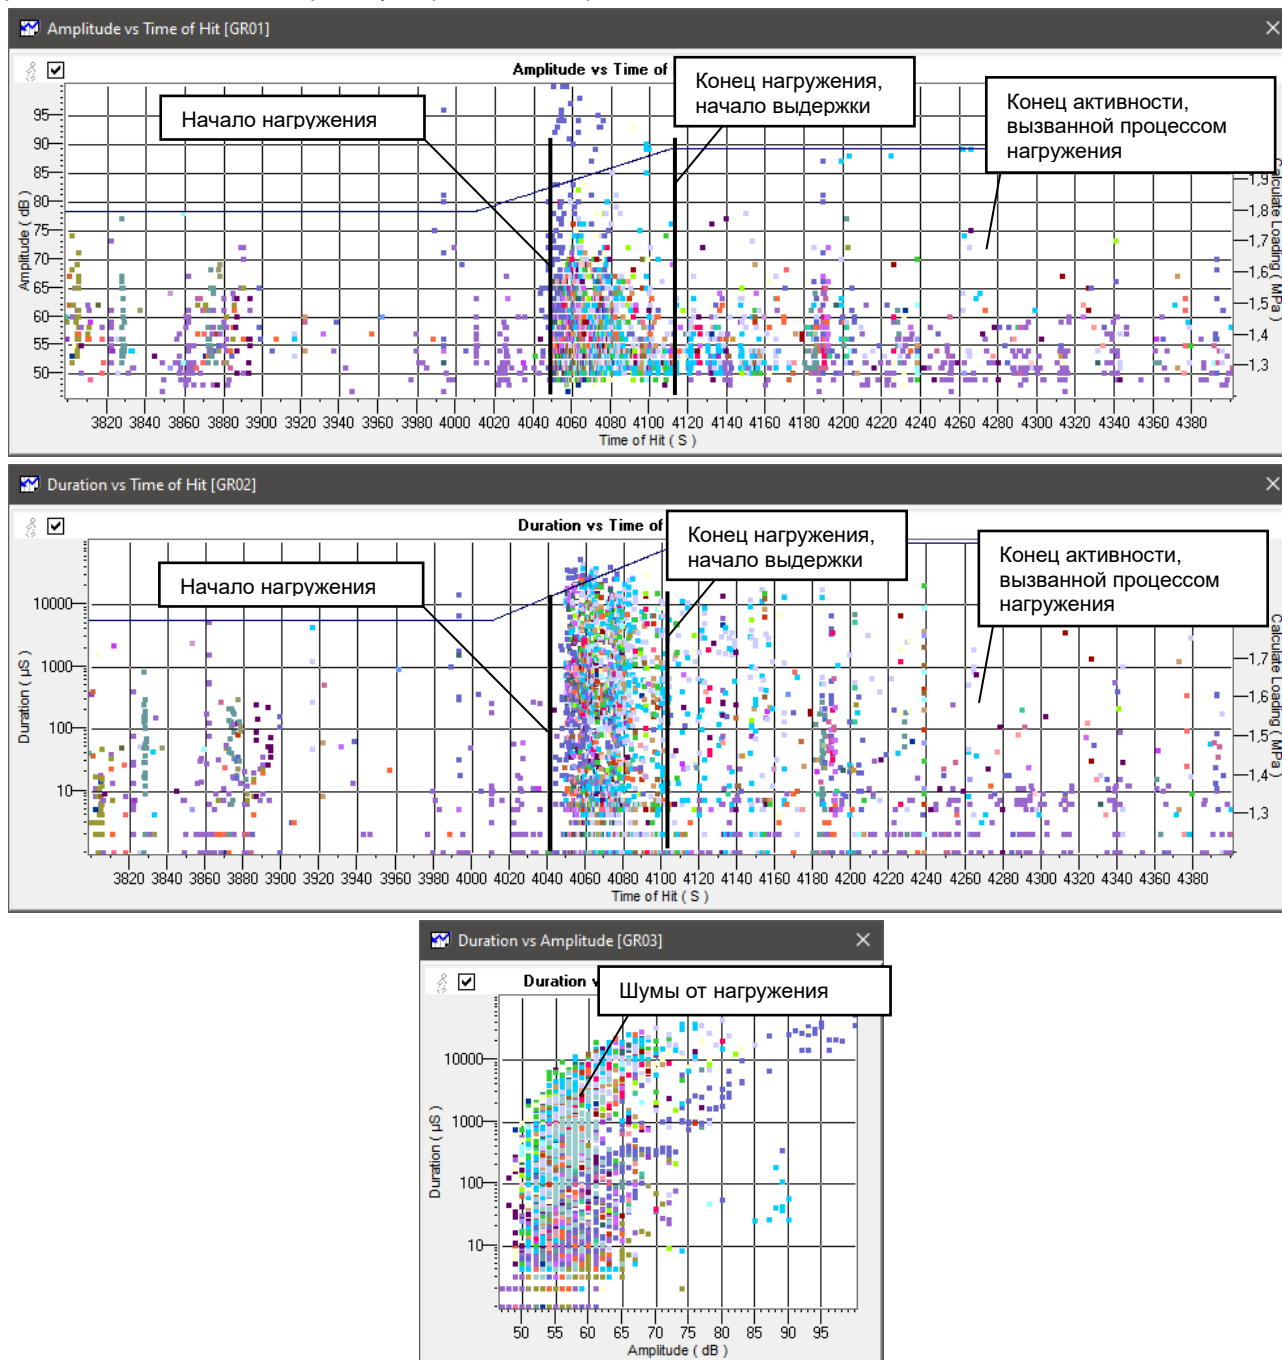 Amplitude vs Time of Hit [GR01]
Amplitude vs Time of
Начало нагружения
Конец нагружения,
начало выдержки
Конец активности,
вызванной процессом
нагружения
Amplitude ( dB )
95
90
85
80
75
70
65
60
55
50
Calculate Loading ( MPa )
1,9
1,8
1,7
1,6
1,5
1,4
1,3
3820 3840 3860 3880 3900 3920 3940 3960 3980 4000 4020 4040 4060 4080 4100 4120 4140 4160 4180 4200 4220 4240 4260 4280 4300 4320 4340 4360 4380
Time of Hit ( S )
Duration vs Time of Hit [GR02]
Duration vs Time of
Начало нагружения
Конец нагружения,
начало выдержки
Конец активности,
вызванной процессом
нагружения
Duration ( µS )
10000
1000
100
10
Calculate Loading ( MPa )
1,7
1,6
1,5
1,4
1,3
3820 3840 3860 3880 3900 3920 3940 3960 3980 4000 4020 4040 4060 4080 4100 4120 4140 4160 4180 4200 4220 4240 4260 4280 4300 4320 4340 4360 4380
Time of Hit ( S )
Duration vs Amplitude [GR03]
Duration v
Шумы от нагружения
Duration ( µS )
10000
1000
100
10
50 55 60 65 70 75 80 85 90 95
Amplitude ( dB )